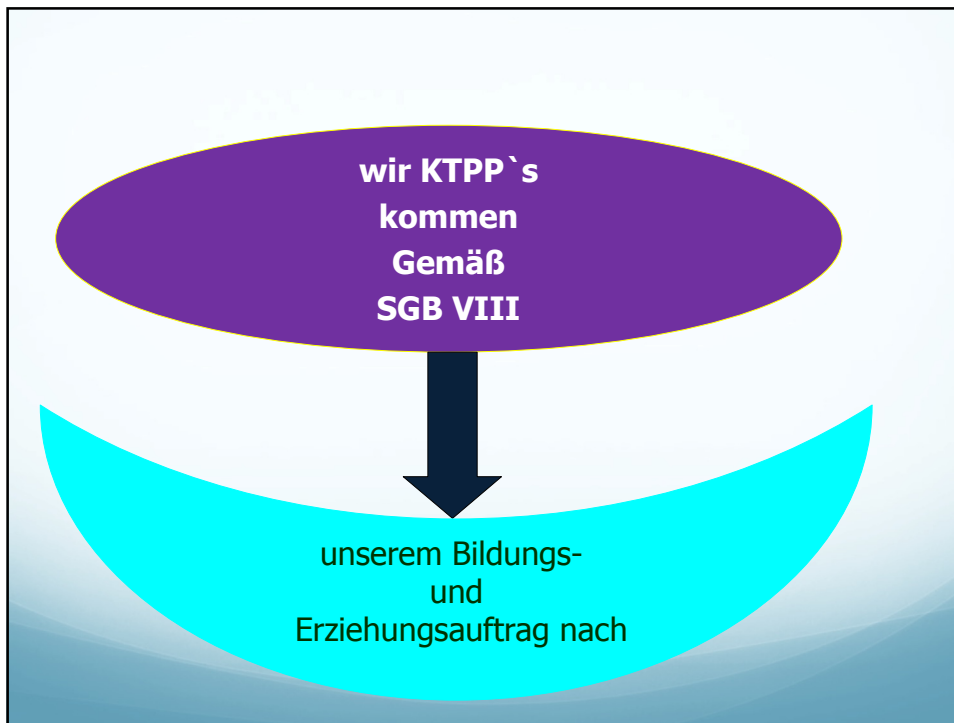 wir KTPP`s
kommen
Gemäß
SGB VIII
unserem Bildungs-
und
Erziehungsauftrag nach